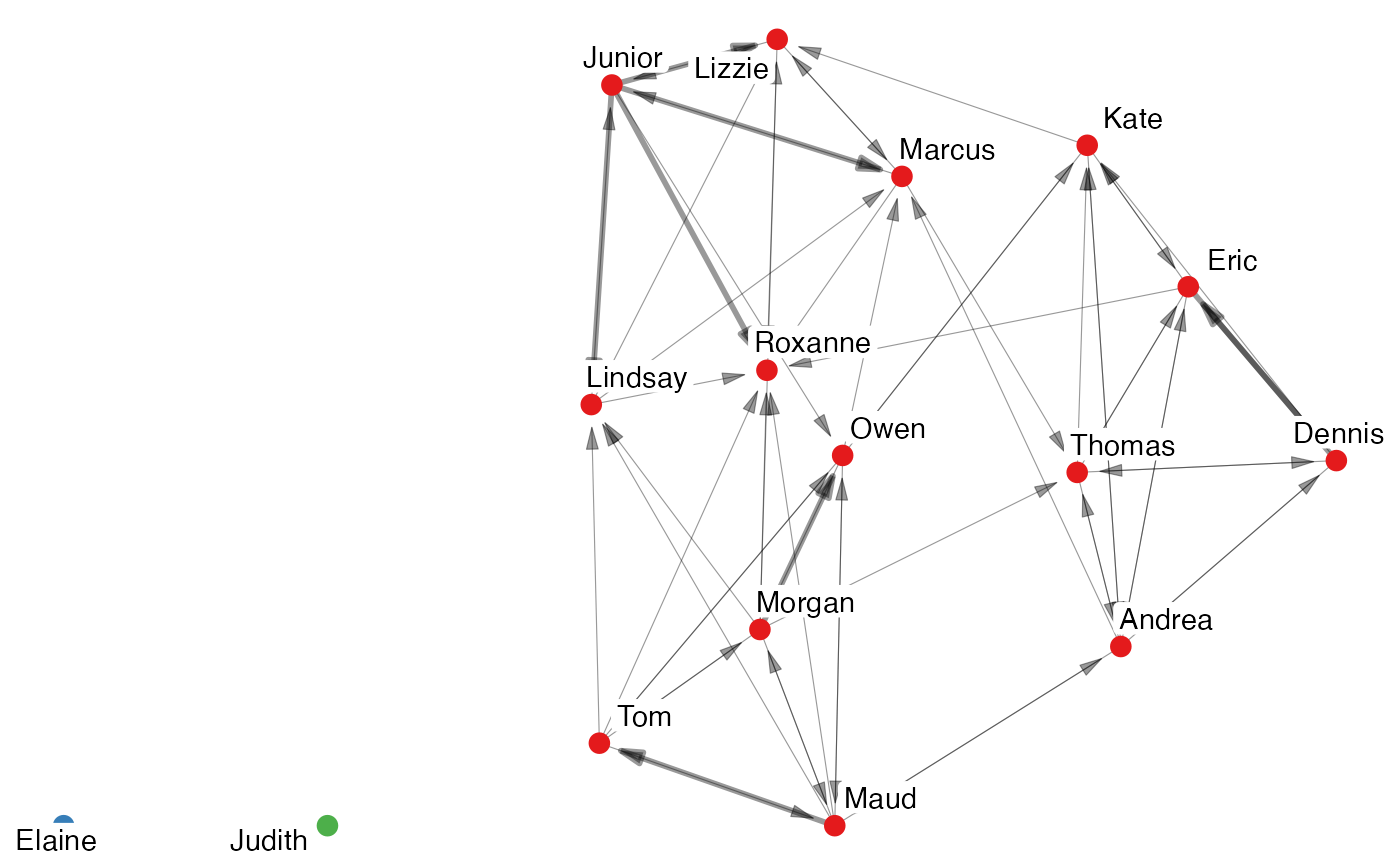 Junior
Lizzie
Kate
Marcus
Eric
Roxanne
Lindsay
Owen
Dennis
Thomas
Morgan
Andrea
Tom
Maud
Elaine
Judith